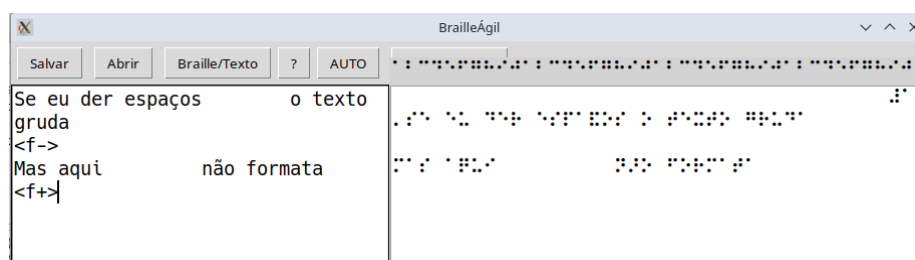 BrailleÁgil
Salvar Abrir Braille/Texto ? AUTO
Se eu der espaços        o texto
gruda
<f->
Mas aqui         não formata
<f+>
⠼⠁
⠨⠎⠑ ⠑⠥ ⠙⠑⠗ ⠑⠎⠏⠁⠯⠕⠎ ⠕ ⠞⠑⠭⠞⠕ ⠛⠗⠥⠙⠁
⠍⠁⠎ ⠁⠟⠥⠊         ⠝⠜⠕ ⠋⠕⠗⠍⠁⠞⠁